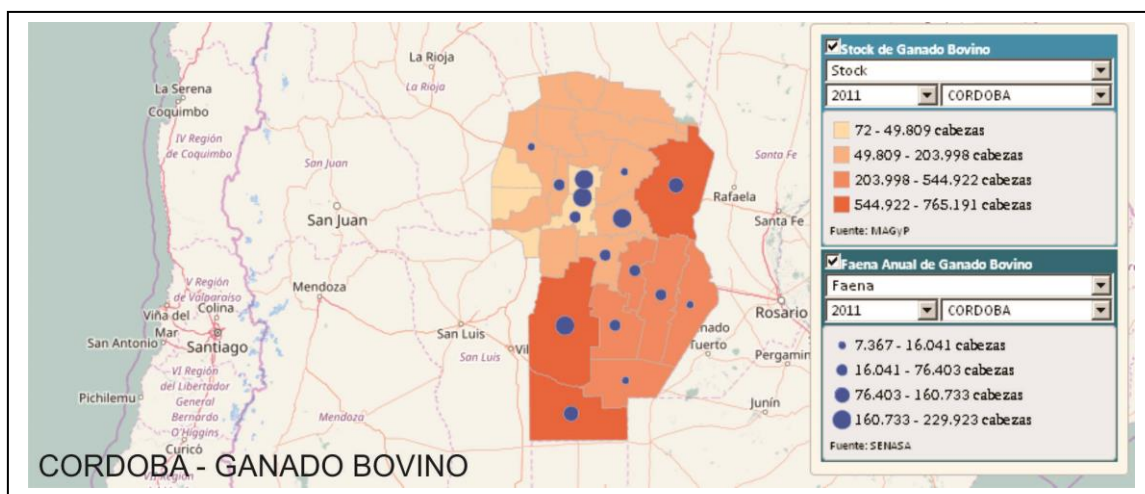 La Rioja
La Rioja
La Serena
Coquimbo
IV Región
de Coquimbo
San Juan
San Juan
Santa Fe
Rafaela
Santa Fe
Mendoza
V Región
de Valparaíso
Colina
Viña del
Mar
San Antonio
Santiago
San Luis
San Luis
Vil
Rosario
nado
Tuerto
Pergamin
VI Región
del Libertador
General
Bernardo
O'Higgins
Pichilemu
Mendoza
Junín
Curicó
CORDOBA - GANADO BOVINO
Stock de Ganado Bovino
Stock
2011 CORDOBA
72 - 49.809 cabezas
49.809 - 203.998 cabezas
203.998 - 544.922 cabezas
544.922 - 765.191 cabezas
Fuente: MAGyP
Faena Anual de Ganado Bovino
Faena
2011 CORDOBA
7.367 - 16.041 cabezas
16.041 - 76.403 cabezas
76.403 - 160.733 cabezas
160.733 - 229.923 cabezas
Fuente: SENASA